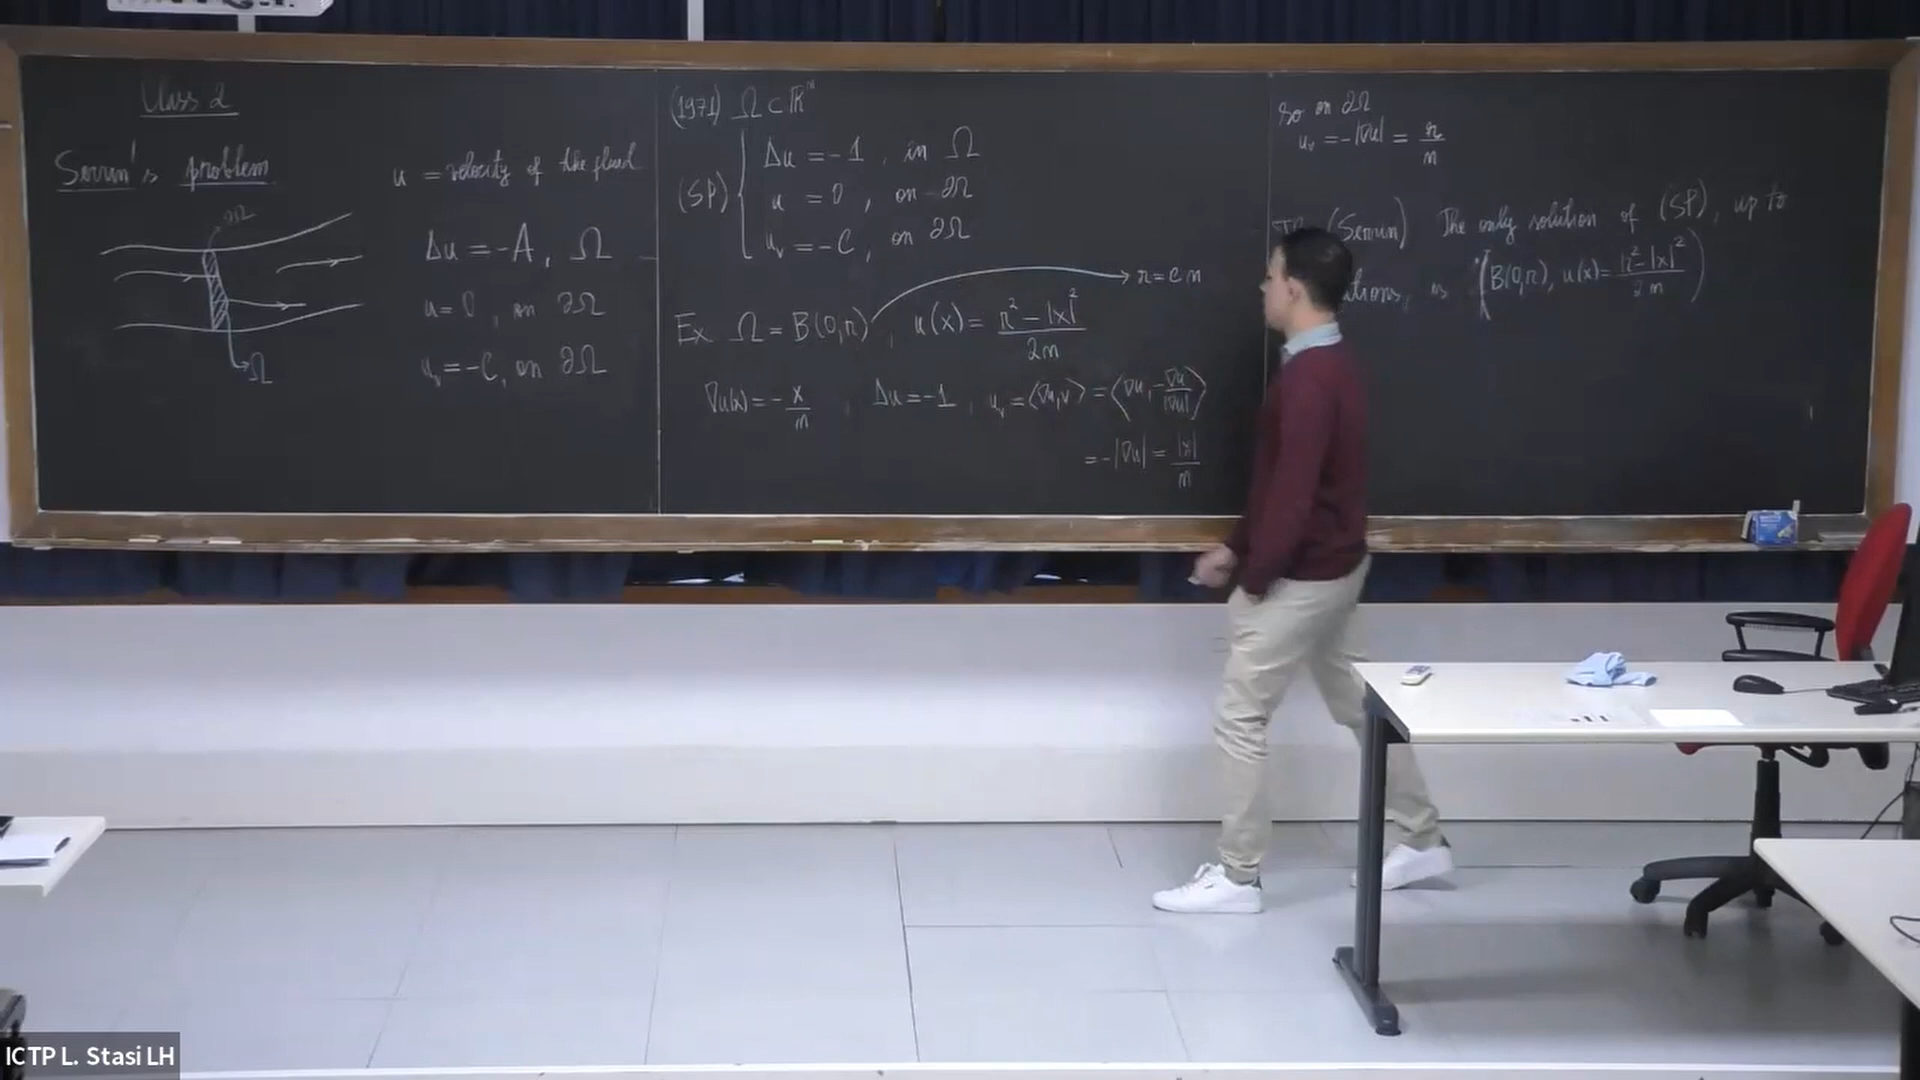 Class 2
Serrin's problem
∂Ω
Ω
u = velocity of the fluid
Δu = -A, Ω
u = 0, on ∂Ω
u_ν = -C, on ∂Ω
(1971) Ω ⊂ ℝⁿ
(SP) { Δu = -1, in Ω
u = 0, on ∂Ω
u_ν = -C, on ∂Ω
→ r = c n
Ex Ω = B(0,r), u(x) = (r² - |x|²)/2n
∇u(x) = -x/n, Δu = -1, u_ν = ⟨∇u,ν⟩ = ⟨∇u, -∇u/|∇u|⟩
= -|∇u| = |x|/n
So on ∂Ω
u_ν = -|∇u| = r/n
(Serrin) The only solution of (SP), up to
is (B(0,r), u(x) = (r² - |x|²)/2n)
ICTP L. Stasi LH